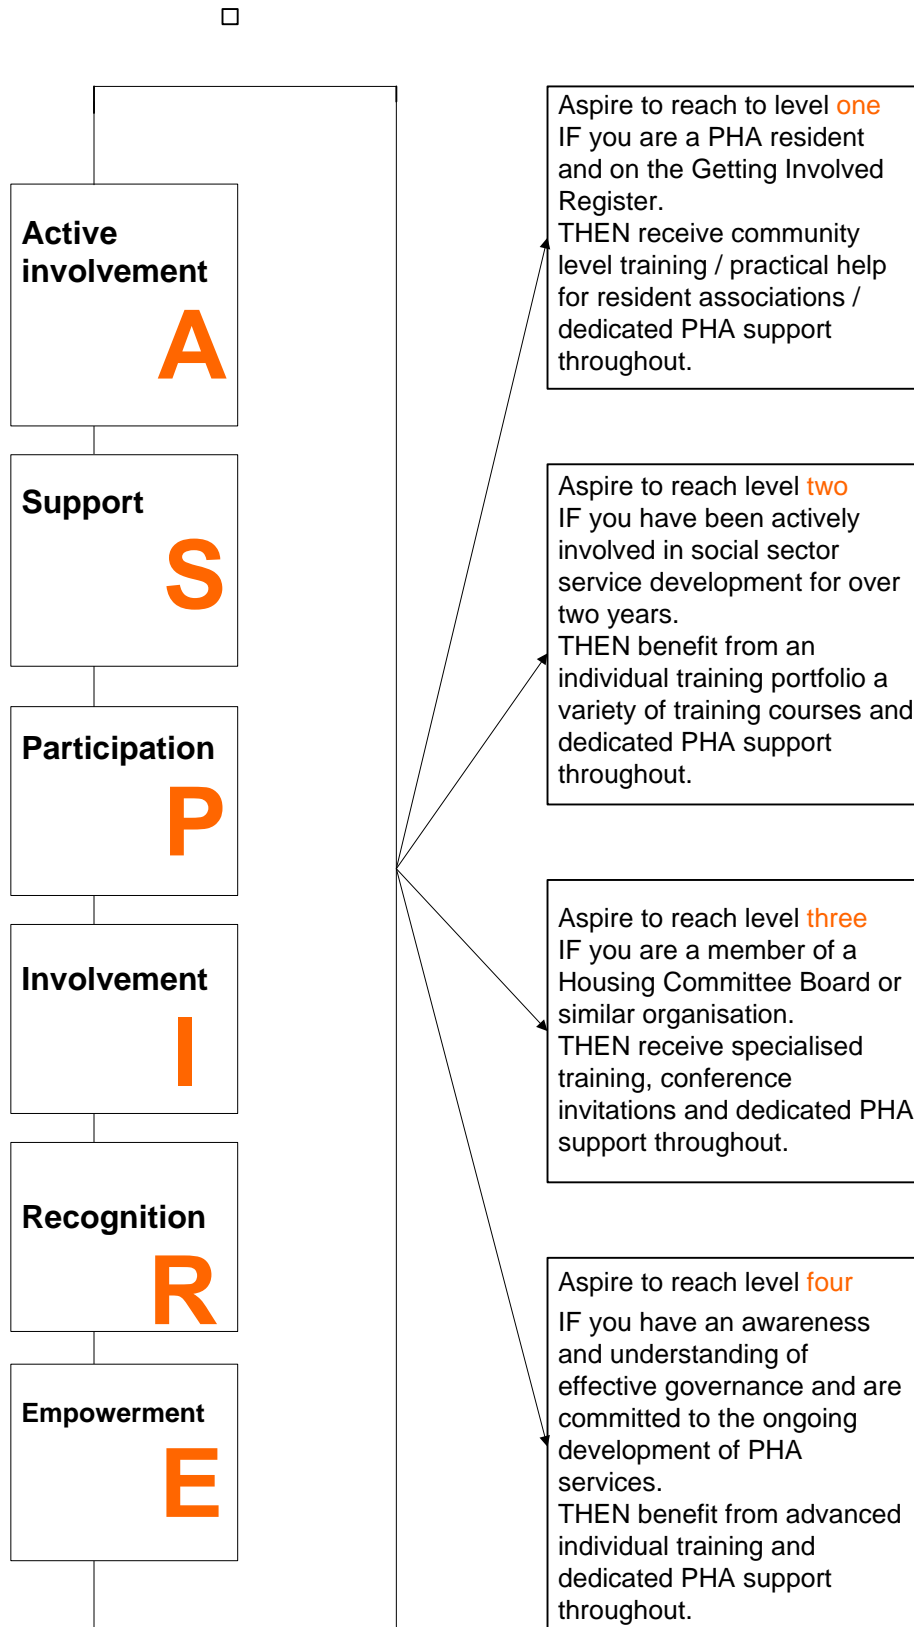 Active
involvement
A
Support
S
Participation
P
Involvement
I
Recognition
R
Empowerment
E
Aspire to reach to level one
IF you are a PHA resident
and on the Getting Involved
Register.
THEN receive community
level training / practical help
for resident associations /
dedicated PHA support
throughout.
Aspire to reach level two
IF you have been actively
involved in social sector
service development for over
two years.
THEN benefit from an
individual training portfolio a
variety of training courses and
dedicated PHA support
throughout.
Aspire to reach level three
IF you are a member of a
Housing Committee Board or
similar organisation.
THEN receive specialised
training, conference
invitations and dedicated PHA
support throughout.
Aspire to reach level four
IF you have an awareness
and understanding of
effective governance and are
committed to the ongoing
development of PHA
services.
THEN benefit from advanced
individual training and
dedicated PHA support
throughout.